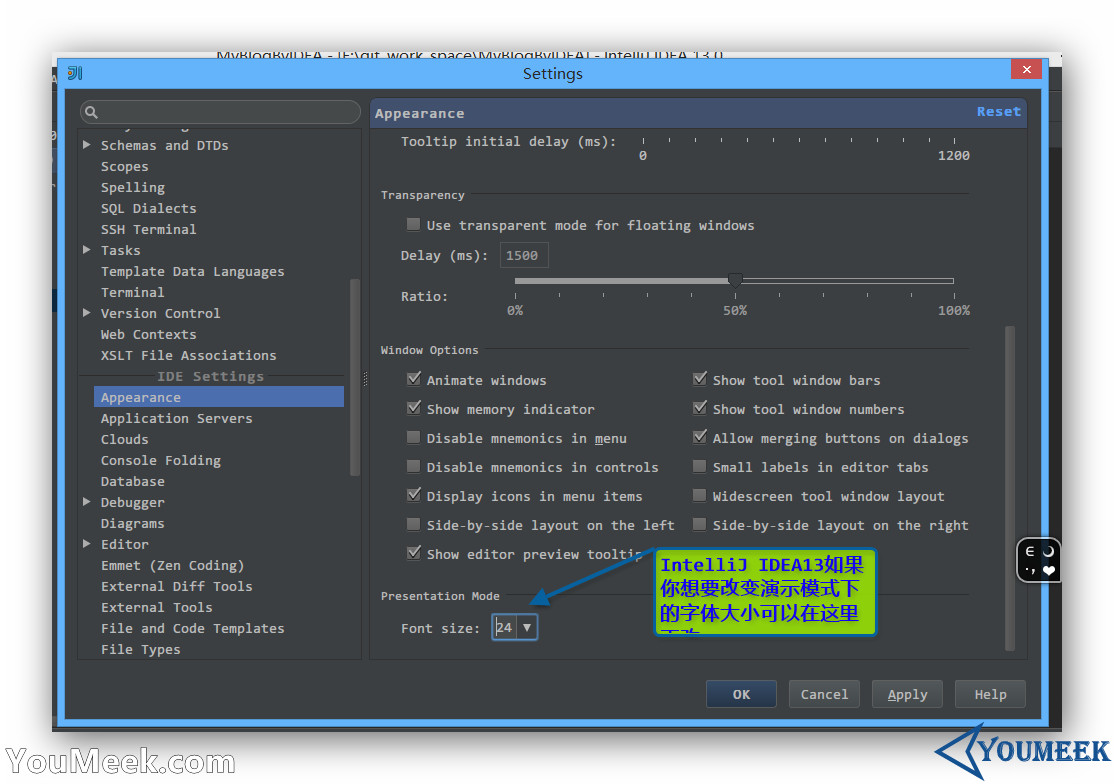 MyBlogByIDEA - [E:\git_work_space\MyBlogByIDEA] - IntelliJ IDEA 13.0
Settings
Appearance
Reset
Schemas and DTDs
Scopes
Spelling
SQL Dialects
SSH Terminal
Tasks
Template Data Languages
Terminal
Version Control
Web Contexts
XSLT File Associations
IDE Settings
Appearance
Application Servers
Clouds
Console Folding
Database
Debugger
Diagrams
Editor
Emmet (Zen Coding)
External Diff Tools
External Tools
File and Code Templates
File Types
Tooltip initial delay (ms):
0 1200
Transparency
Use transparent mode for floating windows
Delay (ms): 1500
Ratio:
0% 50% 100%
Window Options
Animate windows Show tool window bars
Show memory indicator Show tool window numbers
Disable mnemonics in menu Allow merging buttons on dialogs
Disable mnemonics in controls Small labels in editor tabs
Display icons in menu items Widescreen tool window layout
Side-by-side layout on the left Side-by-side layout on the right
Show editor preview tooltip
IntelliJ IDEA13如果
你想要改变演示模式下
的字体大小可以在这里
Presentation Mode
Font size: 24
OK Cancel Apply Help
YouMeek.com
YOUMEEK